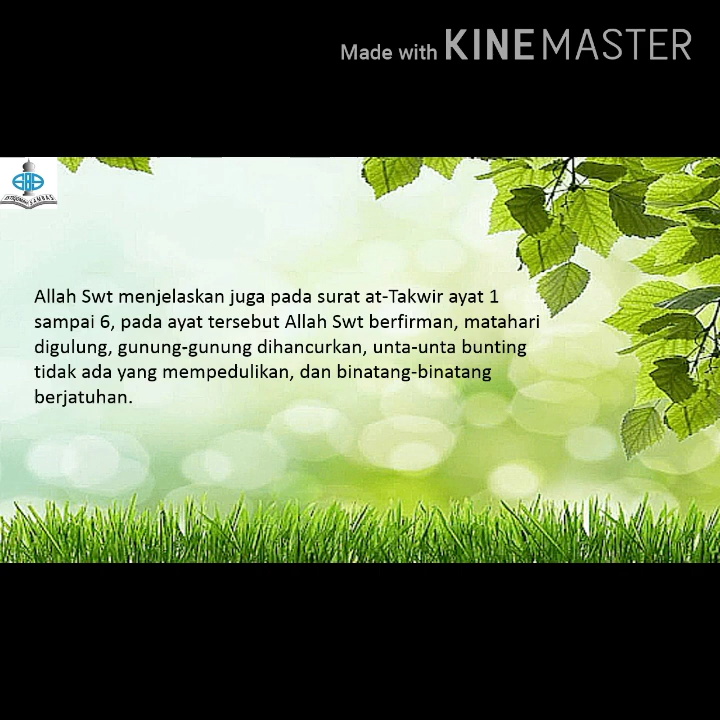 Made with KINEMASTER
Allah Swt menjelaskan juga pada surat at-Takwir ayat 1
sampai 6, pada ayat tersebut Allah Swt berfirman, matahari
digulung, gunung-gunung dihancurkan, unta-unta bunting
tidak ada yang mempedulikan, dan binatang-binatang
berjatuhan.